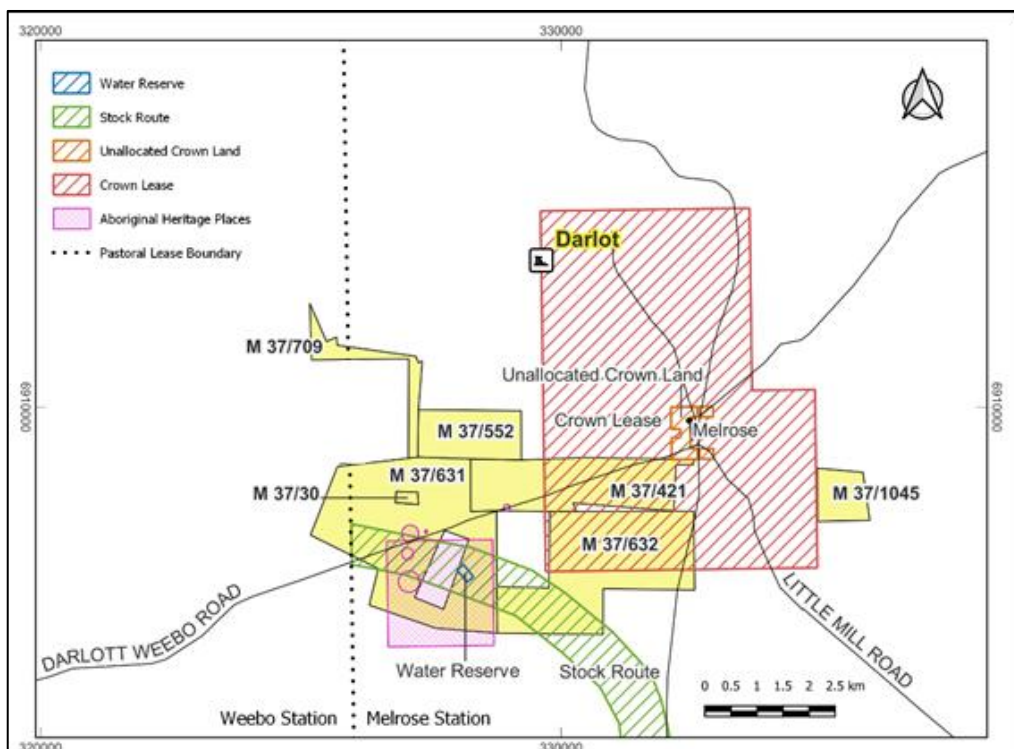 320000
330000
Water Reserve
Stock Route
Unallocated Crown Land
Crown Lease
Aboriginal Heritage Places
Pastoral Lease Boundary
Darlot
M 37/709
Unallocated Crown Land
6910000
6910000
Crown Lease
Melrose
M 37/552
M 37/631
M 37/30
M 37/421
M 37/1045
M 37/632
DARLOTT WEEBO ROAD
LITTLE MILL ROAD
Water Reserve
Stock Route
0 0.5 1 1.5 2 2.5 km
Weebo Station
Melrose Station
320000
330000